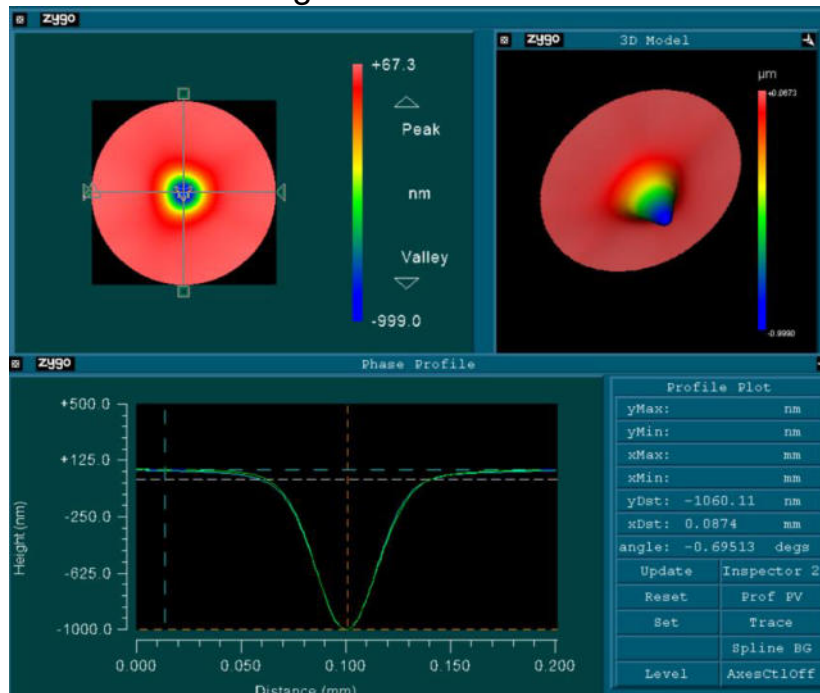 zygo
+67.3
Peak
nm
Valley
-999.0
zygo 3D Model
µm
+0.0673
-0.9990
zygo Phase Profile
Height (nm)
+500.0
+125.0
-250.0
-625.0
-1000.0
0.000 0.050 0.100 0.150 0.200
Distance (mm)
Profile Plot
yMax: nm
yMin: nm
xMax: mm
xMin: mm
yDst: -1060.11 nm
xDst: 0.0874 mm
angle: -0.69513 degs
Update Inspector 2
Reset Prof PV
Set Trace
Spline BG
Level AxesCtlOff